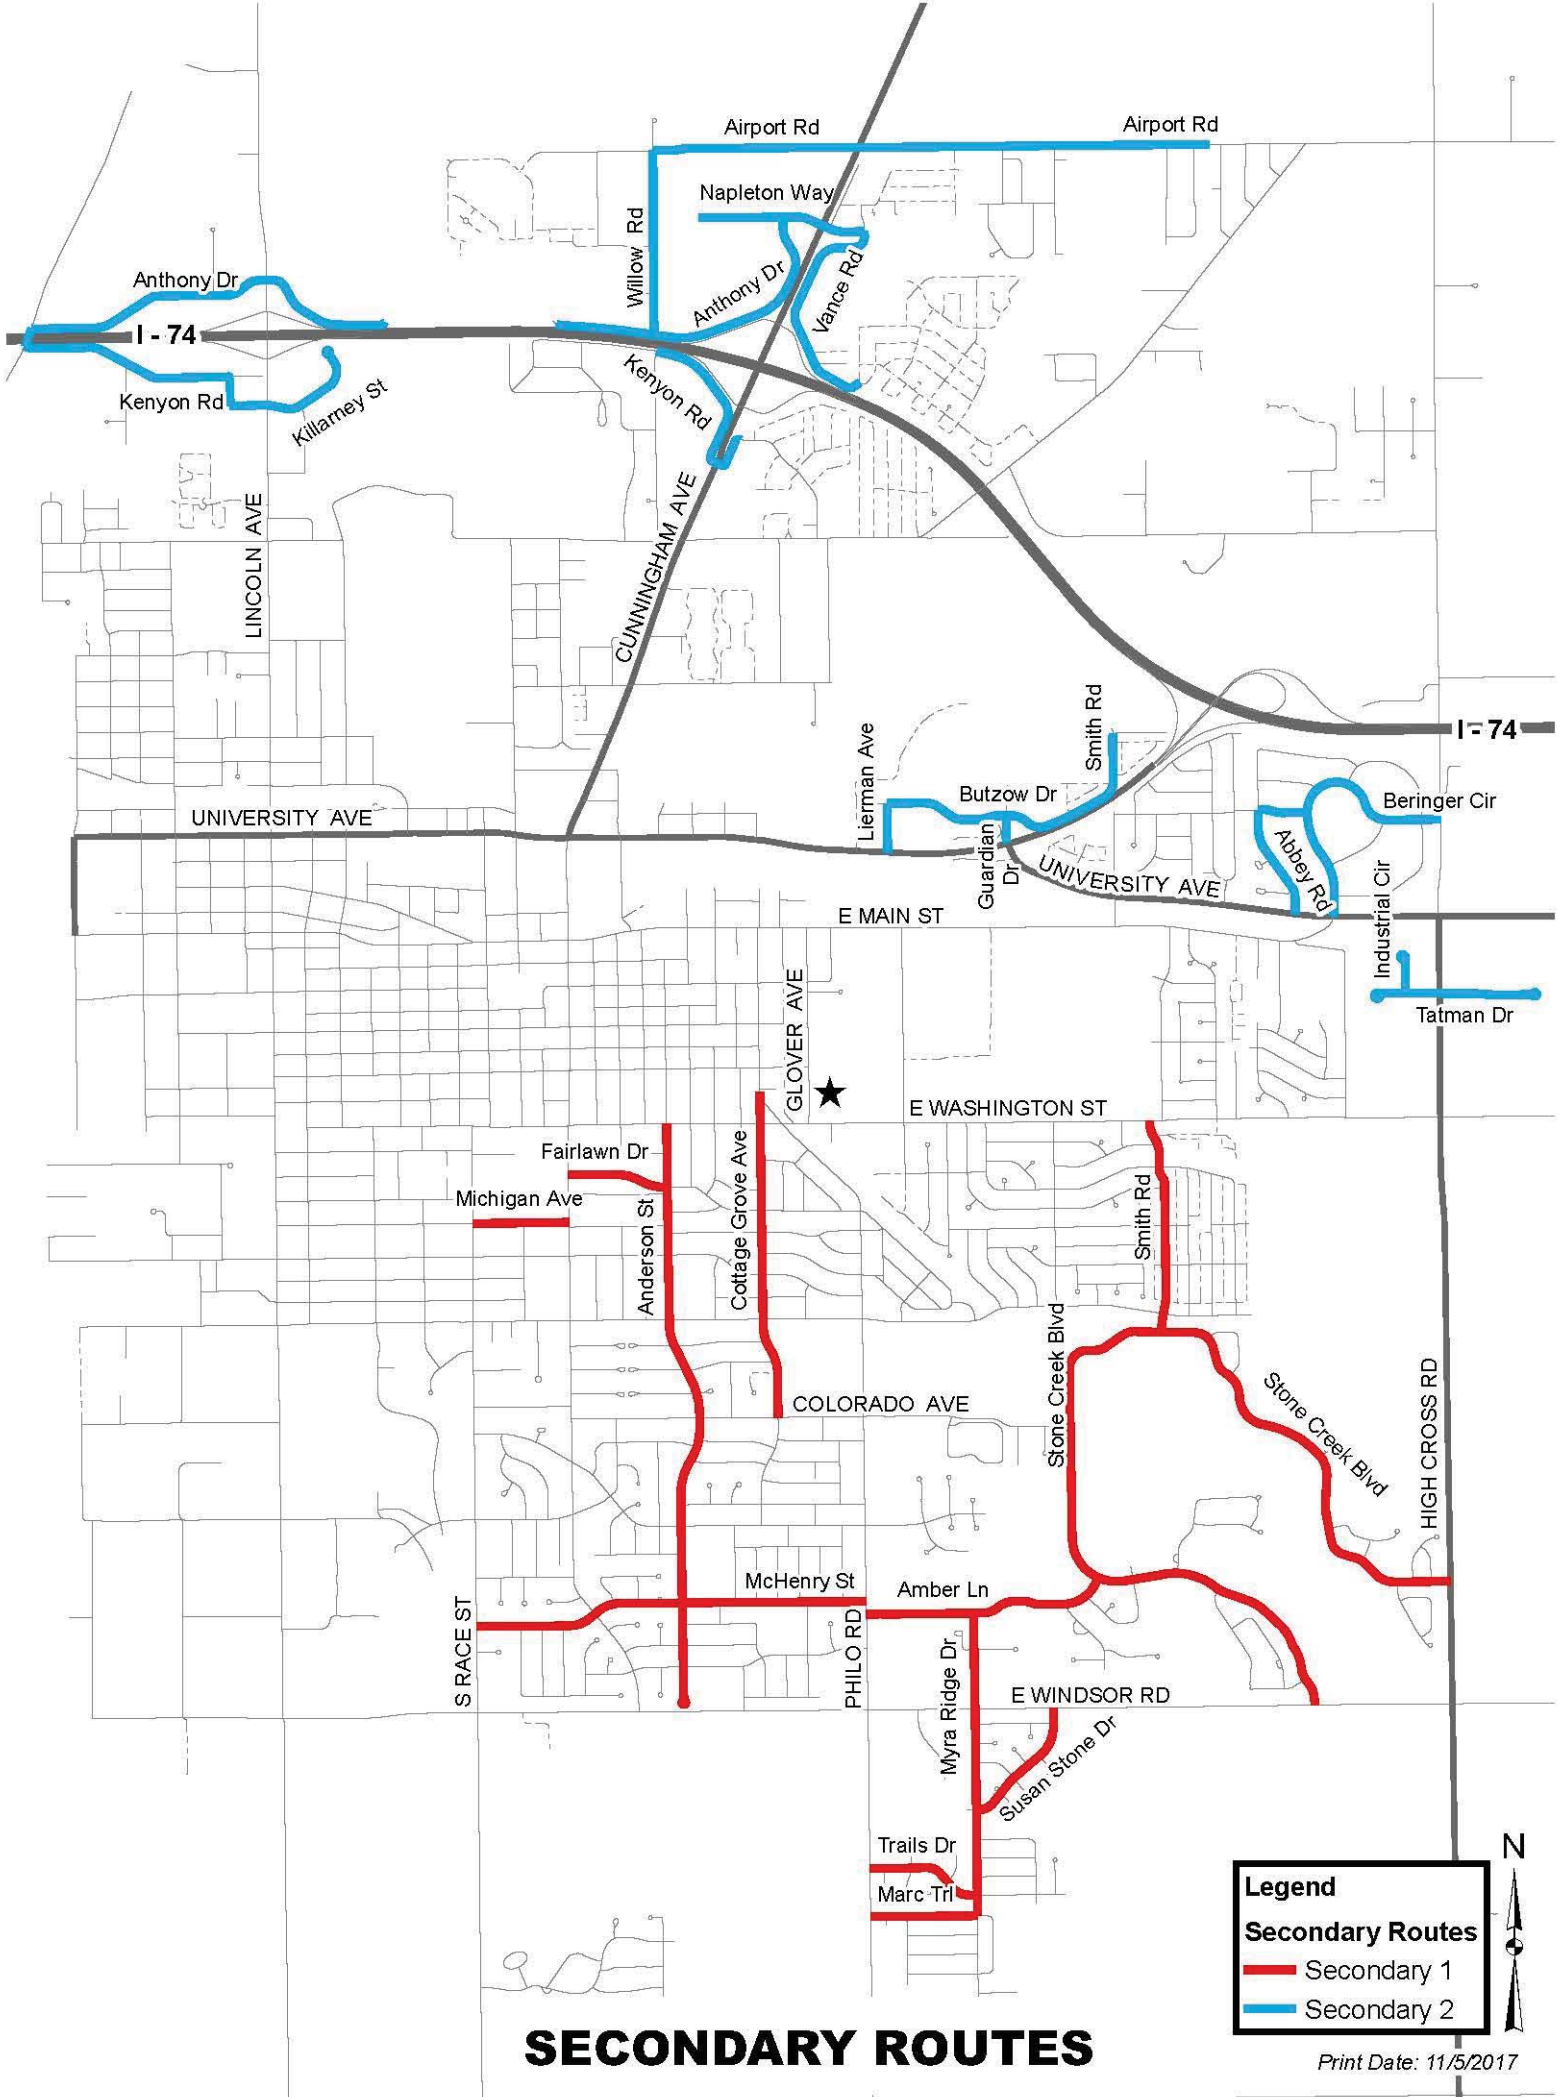 Airport Rd
Airport Rd
Napleton Way
Willow Rd
Anthony Dr
Anthony Dr
Vance Rd
I - 74
Kenyon Rd
Kenyon Rd
Killarney St
LINCOLN AVE
CUNNINGHAM AVE
Smith Rd
I - 74
Lierman Ave
Butzow Dr
Beringer Cir
UNIVERSITY AVE
Guardian
Dr
Abbey Rd
UNIVERSITY AVE
Industrial Cir
E MAIN ST
GLOVER AVE
Tatman Dr
E WASHINGTON ST
Fairlawn Dr
Michigan Ave
Anderson St
Cottage Grove Ave
Smith Rd
Stone Creek Blvd
COLORADO AVE
Stone Creek Blvd
HIGH CROSS RD
McHenry St
Amber Ln
S RACE ST
PHILO RD
Myra Ridge Dr
E WINDSOR RD
Susan Stone Dr
Trails Dr
Marc Trl
N
Legend
Secondary Routes
Secondary 1
Secondary 2
SECONDARY ROUTES
Print Date: 11/5/2017